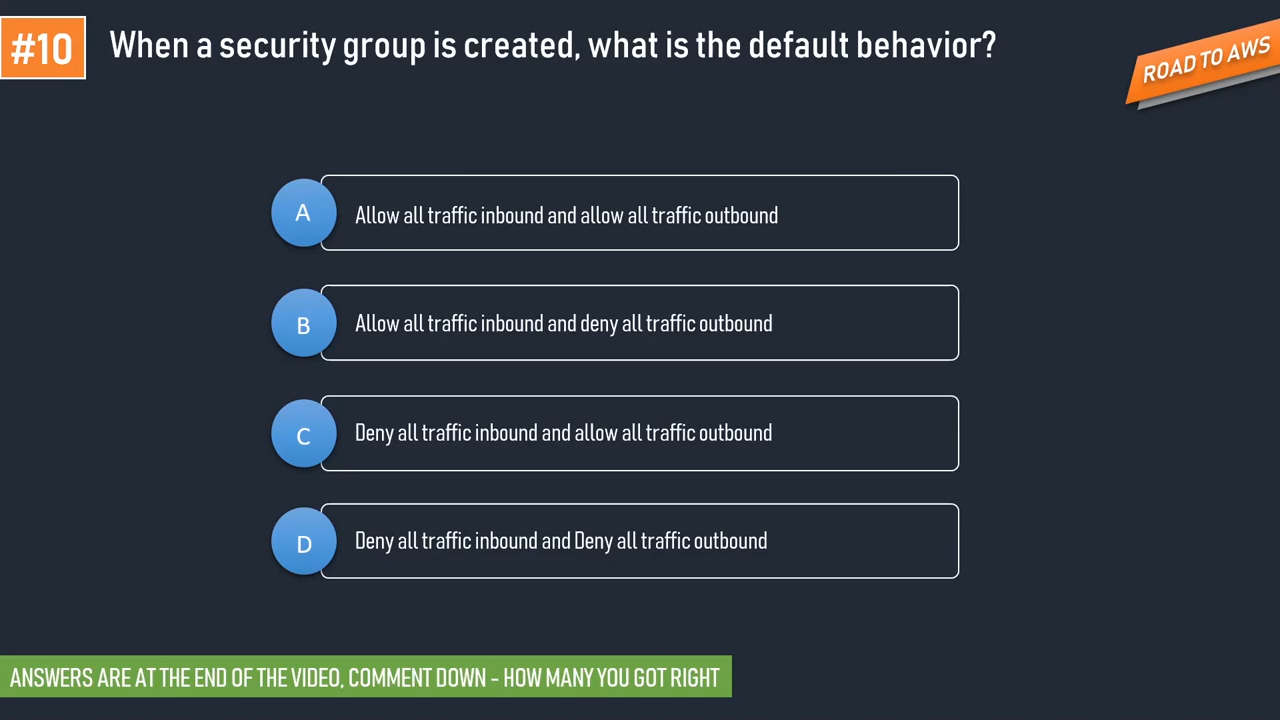 #10
When a security group is created, what is the default behavior?
ROAD TO AWS
A
Allow all traffic inbound and allow all traffic outbound
B
Allow all traffic inbound and deny all traffic outbound
C
Deny all traffic inbound and allow all traffic outbound
D
Deny all traffic inbound and Deny all traffic outbound
ANSWERS ARE AT THE END OF THE VIDEO, COMMENT DOWN - HOW MANY YOU GOT RIGHT